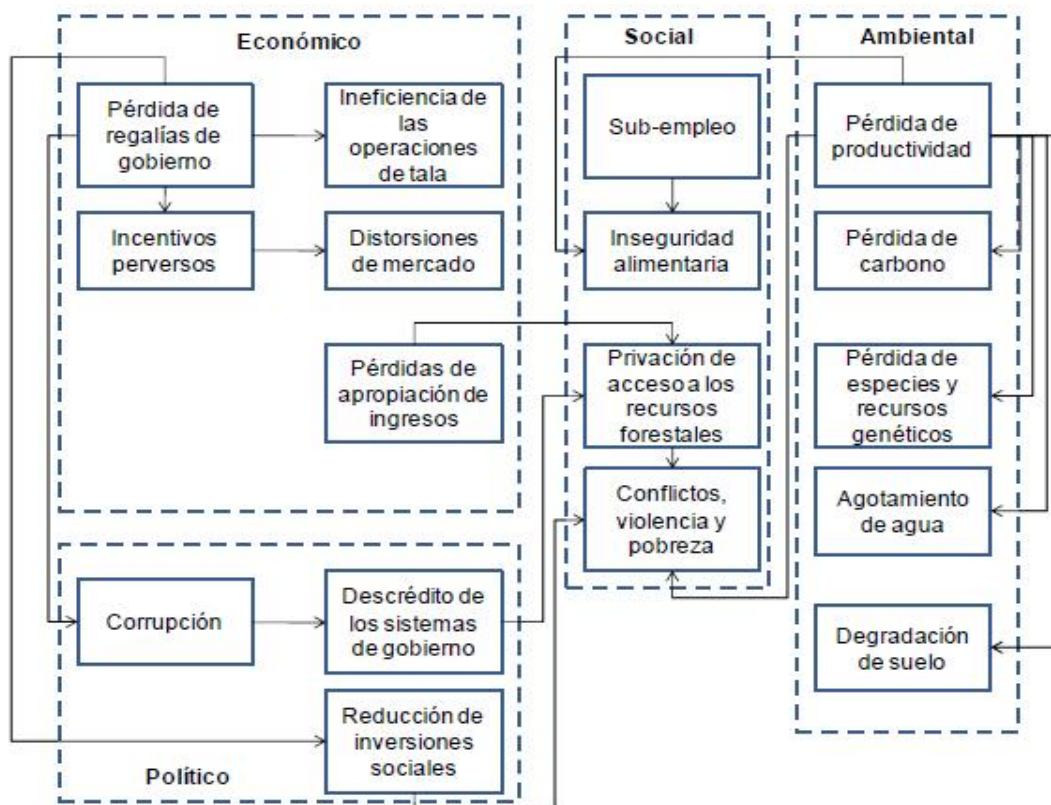 Económico
Pérdida de
regalías de
gobierno
Ineficiencia de
las
operaciones
de tala
Incentivos
perversos
Distorsiones
de mercado
Pérdidas de
apropiación de
ingresos
Social
Sub-empleo
Inseguridad
alimentaria
Privación de
acceso a los
recursos
forestales
Conflictos,
violencia y
pobreza
Ambiental
Pérdida de
productividad
Pérdida de
carbono
Pérdida de
especies y
recursos
genéticos
Agotamiento
de agua
Degradación
de suelo
Corrupción
Descrédito de
los sistemas
de gobierno
Reducción de
inversiones
sociales
Político